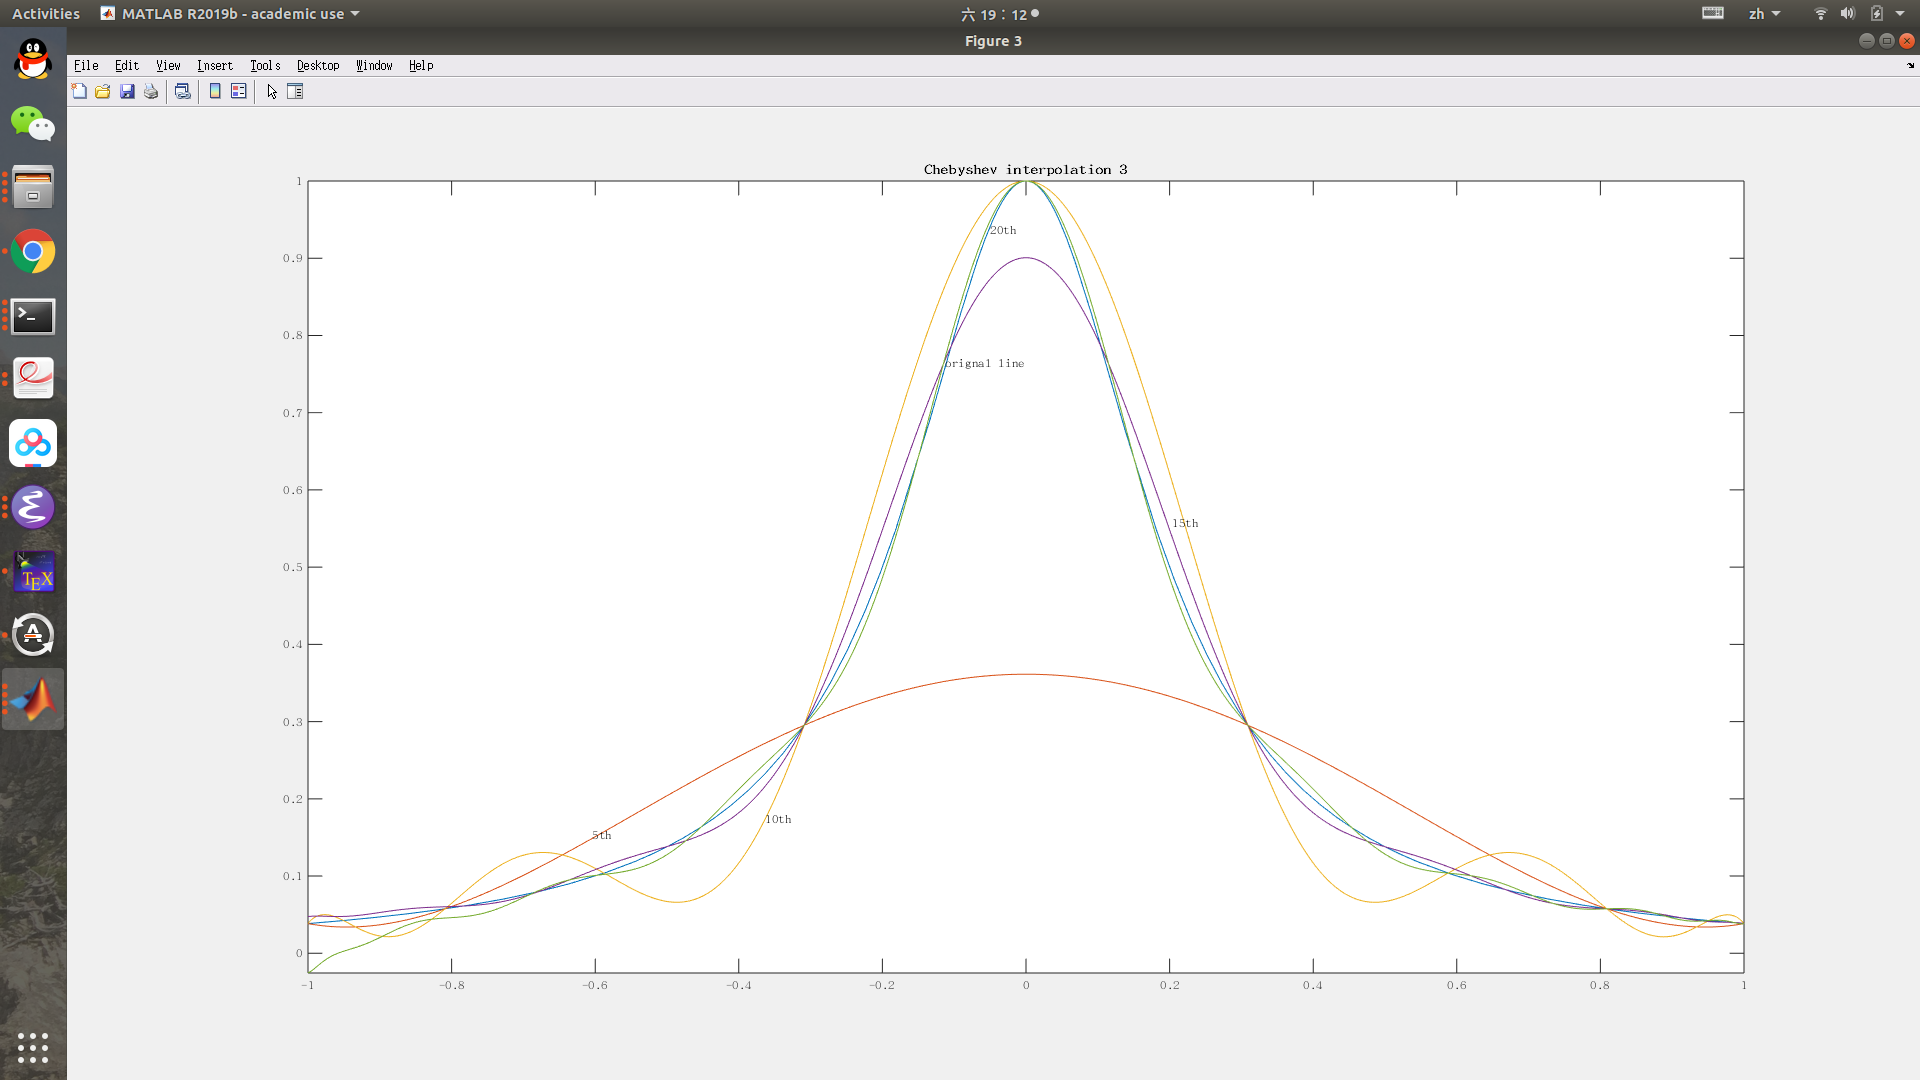 Activities MATLAB R2019b - academic use 六 19：12 zh
Figure 3
File Edit View Insert Tools Desktop Window Help
Chebyshev interpolation 3
1
20th
0.9
0.8
orignal line
0.7
0.6
15th
0.5
0.4
0.3
0.2
10th
5th
0.1
0
-1 -0.8 -0.6 -0.4 -0.2 0 0.2 0.4 0.6 0.8 1
>_
TEX
A